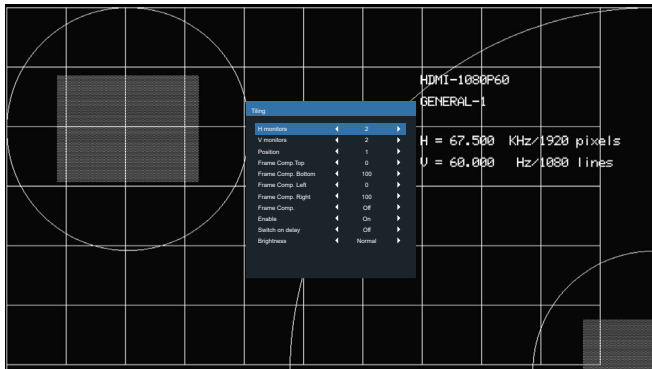 HDMI-1080P60
GENERAL-1
H = 67.500 KHz/1920 pixels
V = 60.000 Hz/1080 lines
Tiling
H monitors 2
V monitors 2
Position 1
Frame Comp.Top 0
Frame Comp. Bottom 100
Frame Comp. Left 0
Frame Comp. Right 100
Frame Comp. Off
Enable On
Switch on delay Off
Brightness Normal